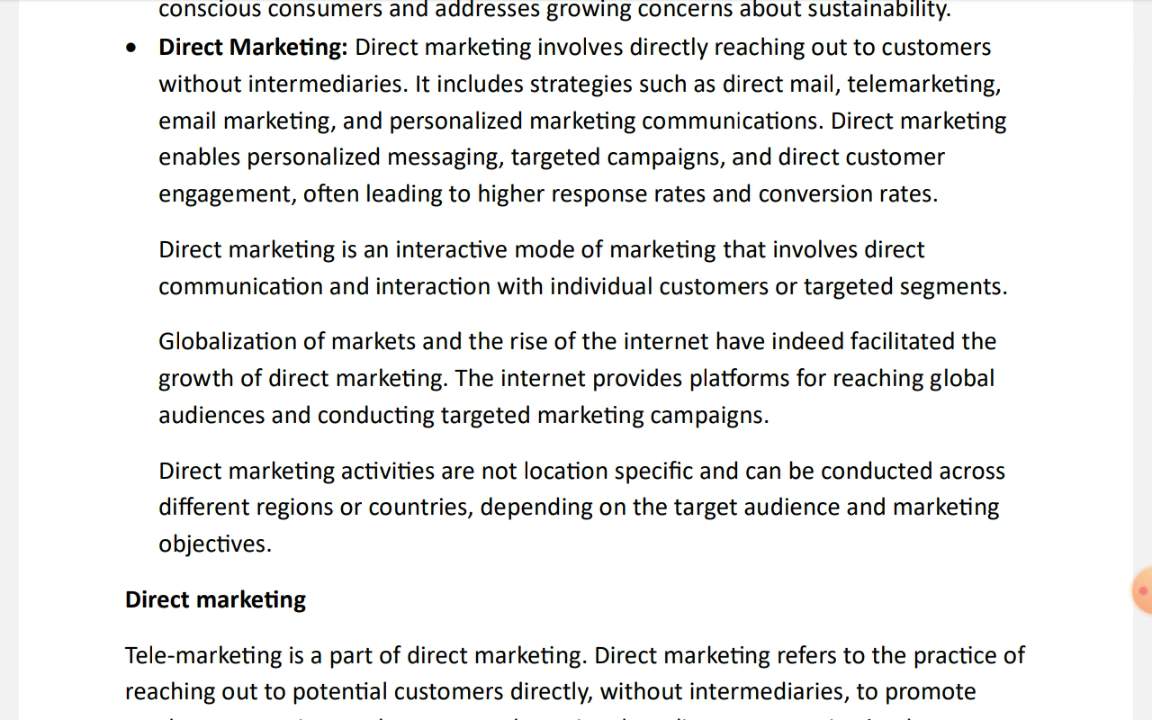 conscious consumers and addresses growing concerns about sustainability.
• Direct Marketing: Direct marketing involves directly reaching out to customers
without intermediaries. It includes strategies such as direct mail, telemarketing,
email marketing, and personalized marketing communications. Direct marketing
enables personalized messaging, targeted campaigns, and direct customer
engagement, often leading to higher response rates and conversion rates.
Direct marketing is an interactive mode of marketing that involves direct
communication and interaction with individual customers or targeted segments.
Globalization of markets and the rise of the internet have indeed facilitated the
growth of direct marketing. The internet provides platforms for reaching global
audiences and conducting targeted marketing campaigns.
Direct marketing activities are not location specific and can be conducted across
different regions or countries, depending on the target audience and marketing
objectives.
Direct marketing
Tele-marketing is a part of direct marketing. Direct marketing refers to the practice of
reaching out to potential customers directly, without intermediaries, to promote